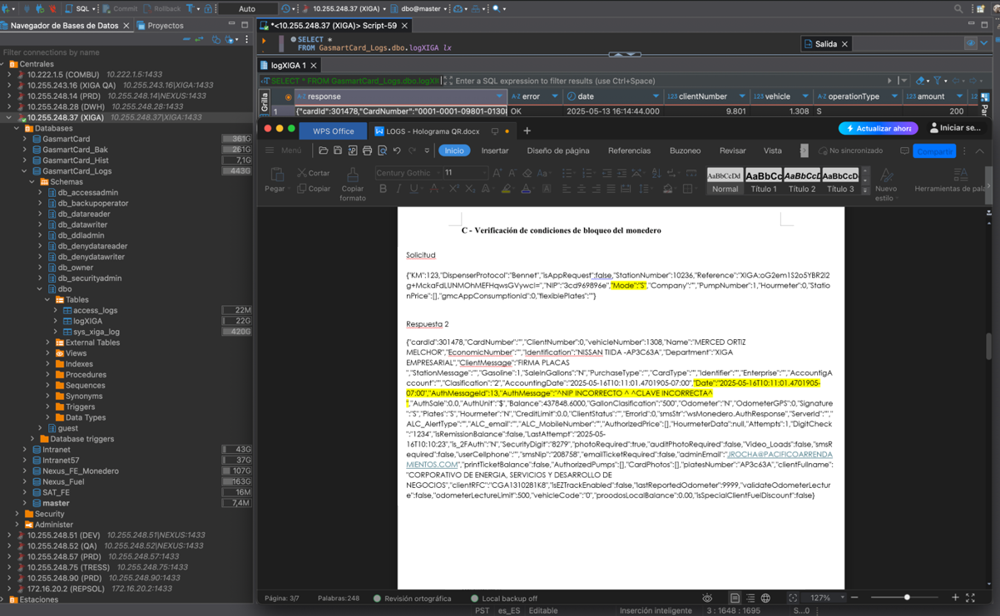 SQL
Commit
Rollback
Auto
10.255.248.37 (XIGA)
dbo@master
Navegador de Bases de Datos
Proyectos
Filter connections by name
Centrales
10.222.1.5 (COMBU) 10.222.1.5:1433
10.255.243.16 (XIGA QA) 10.255.243.16\XIGA:1433
10.255.248.14 (PRD) 10.255.248.14\NEXUS:1433
10.255.248.28 (DWH) 10.255.248.28:1433
10.255.248.37 (XIGA) 10.255.248.37\XIGA:1433
Databases
GasmartCard 361G
GasmartCard_Bak 261G
GasmartCard_Hist 7,1G
GasmartCard_Logs 443G
Schemas
db_accessadmin
db_backupoperator
db_datareader
db_datawriter
db_ddladmin
db_denydatareader
db_denydatawriter
db_owner
db_securityadmin
dbo
Tables
access_logs 22M
logXIGA 22G
sys_xiga_log 420G
External Tables
Views
Indexes
Procedures
Sequences
Synonyms
Triggers
Data Types
guest
Database triggers
Intranet 43G
Intranet57 37G
Nexus_FE_Monedero 107G
Nexus_Fuel 163G
SAT_FE 16M
master 7,4M
Security
Administer
10.255.248.51 (DEV) 10.255.248.51\NEXUS:1433
10.255.248.52 (QA) 10.255.248.52\NEXUS:1433
10.255.248.57 (PRD) 10.255.248.57:1433
10.255.248.75 (TRESS) 10.255.248.75:1433
10.255.248.90 (PRD) 10.255.248.90:1433
172.16.20.2 (REPSOL) 172.16.20.2:1433
Estaciones
*<10.255.248.37 (XIGA)> Script-59
SELECT *
FROM GasmartCard_Logs.dbo.logXIGA lx
Salida
logXIGA 1
SELECT * FROM GasmartCard_Logs.dbo.logXI
Enter a SQL expression to filter results (use Ctrl+Space)
Grilla
A-Z response
A-Z error
date
123 clientNumber
123 vehicle
A-Z operationType
123 amount
1 {"cardId":301478,"CardNumber":"0001-0001-09801-0130 OK 2025-05-13 16:14:44.000 9.801 1.308 S 200
WPS Office
LOGS - Holograma QR.docx
Actualizar ahora
Iniciar se...
Menú
Inicio
Insertar
Diseño de página
Referencias
Buzoneo
Revisar
Vista
No sincronizado
Compartir
Pegar
Cortar
Copiar
Copiar formato
Century Gothic
11
AaBbCcDd
Normal
AaBbCc
Título 1
AaBbCcD
Título 2
AaBbCcD
Título 3
Nuevo estilo
Herramientas de pala
C - Verificación de condiciones de bloqueo del monedero
Solicitud
{"KM":123,"DispenserProtocol":"Bennet","isAppRequest":false,"StationNumber":10236,"Reference":"XIGA:oG2em1S2o5YBR2l2
g+MckaFdLUNMOhMEFHqwsGVywcI=","NIP":"3cd969896e","Mode":"S","Company":"","PumpNumber":1,"Hourmeter":0,"Statio
nPrice":[],"gmcAppConsumptionid":0,"flexiblePlates":""}
Respuesta 2
{"cardId":301478,"CardNumber":"","ClientNumber":0,"vehicleNumber":1308,"Name":"MERCED ORTIZ
MELCHOR","EconomicNumber":"","Identification":"NISSAN TIIDA -AP3C63A","Department":"XIGA
EMPRESARIAL","ClientMessage":"FIRMA PLACAS
","StationMessage":"","Gasoline":1,"SaleinGallons":"N","PurchaseType":"","CardType":"","Identifier":"","Enterprise":"","AccountigA
ccount":"","Clasification":"2","AccountingDate":"2025-05-16T10:11:01.4701905-07:00","Date":"2025-05-16T10:11:01.4701905-
07:00","AuthMessageId":13,"AuthMessage":"^NIP INCORRECTO ^ ^CLAVE INCORRECTA^
","AuthSale":0.0,"AuthUnit":"$","Balance":437848.6000,"GallonClasification":"500","Odometer":"N","OdometerGPS":0,"Signature
":"S","Plates":"S","Hourmeter":"N","CreditLimit":0.0,"ClientStatus":"","ErrorId":0,"smsStr":"wsMonedero.AuthResponse","ServerId":"",
"ALC_AlertType":"","ALC_email":"","ALC_MobileNumber":"","AuthorizedPrice":[],"HourmeterData":null,"Attempts":1,"DigitCheck
":"1234","isRemissionBalance":false,"LastAttempt":"2025-05-
16T10:10:23","is_2FAuth":"N","SecurityDigit":"8279","photoRequired":true,"auditPhotoRequired":false,"Video_Loads":false,"smsR
equired":false,"userCellphone":"","smsNip":"208758","emailTicketRequired":false,"adminEmail":"JROCHA@PACIFICOARRENDA
MIENTOS.COM","printTicketBalance":false,"AuthorizedPumps":[],"CardPhotos":[],"platesNumber":"AP3c63A","clientFullname":
"CORPORATIVO DE ENERGIA, SERVICIOS Y DESARROLLO DE
NEGOCIOS","clientRFC":"CGA1310281K8","isEZTrackEnabled":false,"lastReportedOdometer":9999,"validateOdometerLectur
e":false,"odometerLectureLimit":500,"vehicleCode":"0","proodosLocalBalance":0.00,"isSpecialClientFuelDiscount":false}
Página: 3/7
Palabras:248
Revisión ortográfica
Local backup off
127%
PST
es_ES
Editable
Inserción inteligente
3 : 1648 : 1695
S...0